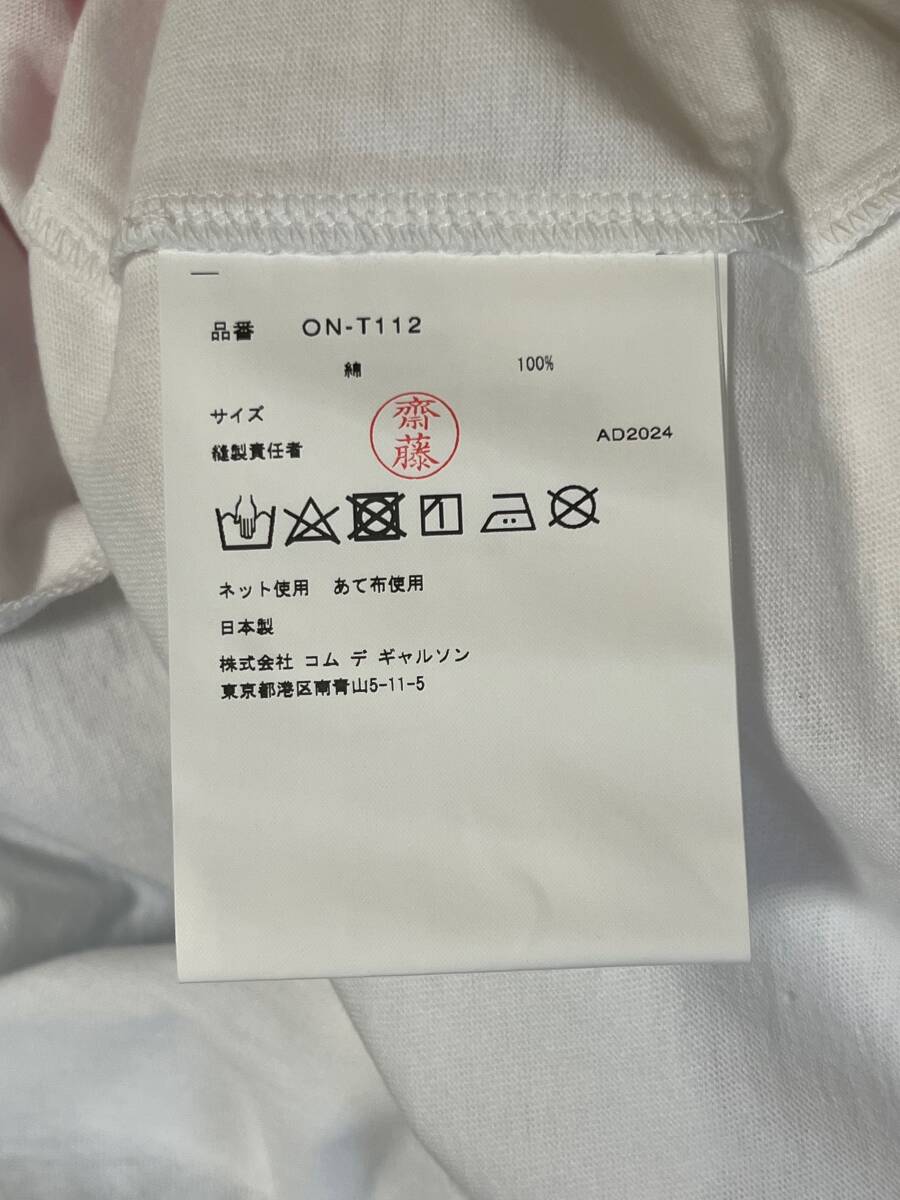 品番 ON-T112
綿 100%
サイズ
縫製責任者 齋藤 AD2024
ネット使用 あて布使用
日本製
株式会社 コム デ ギャルソン
東京都港区南青山5-11-5